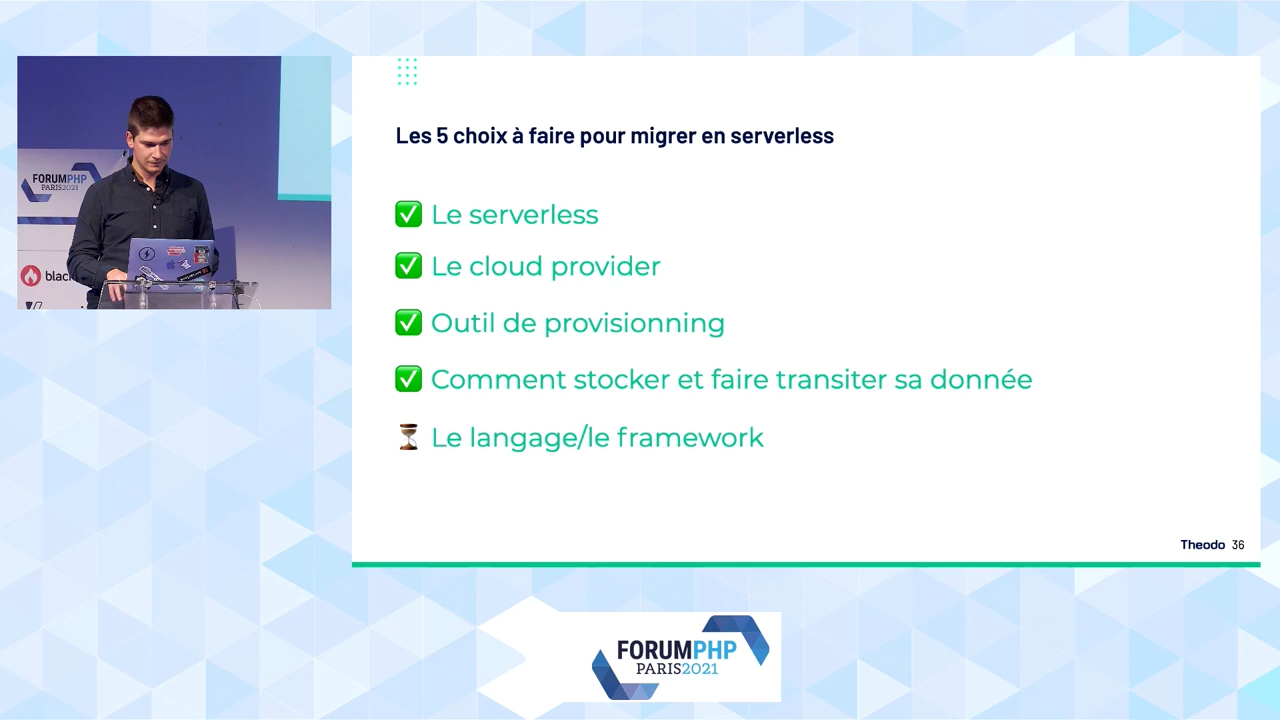 FORUMPHP
PARIS2021
black
Les 5 choix à faire pour migrer en serverless
✅ Le serverless
✅ Le cloud provider
✅ Outil de provisionning
✅ Comment stocker et faire transiter sa donnée
⏳ Le langage/le framework
Theodo 36
FORUMPHP
PARIS2021